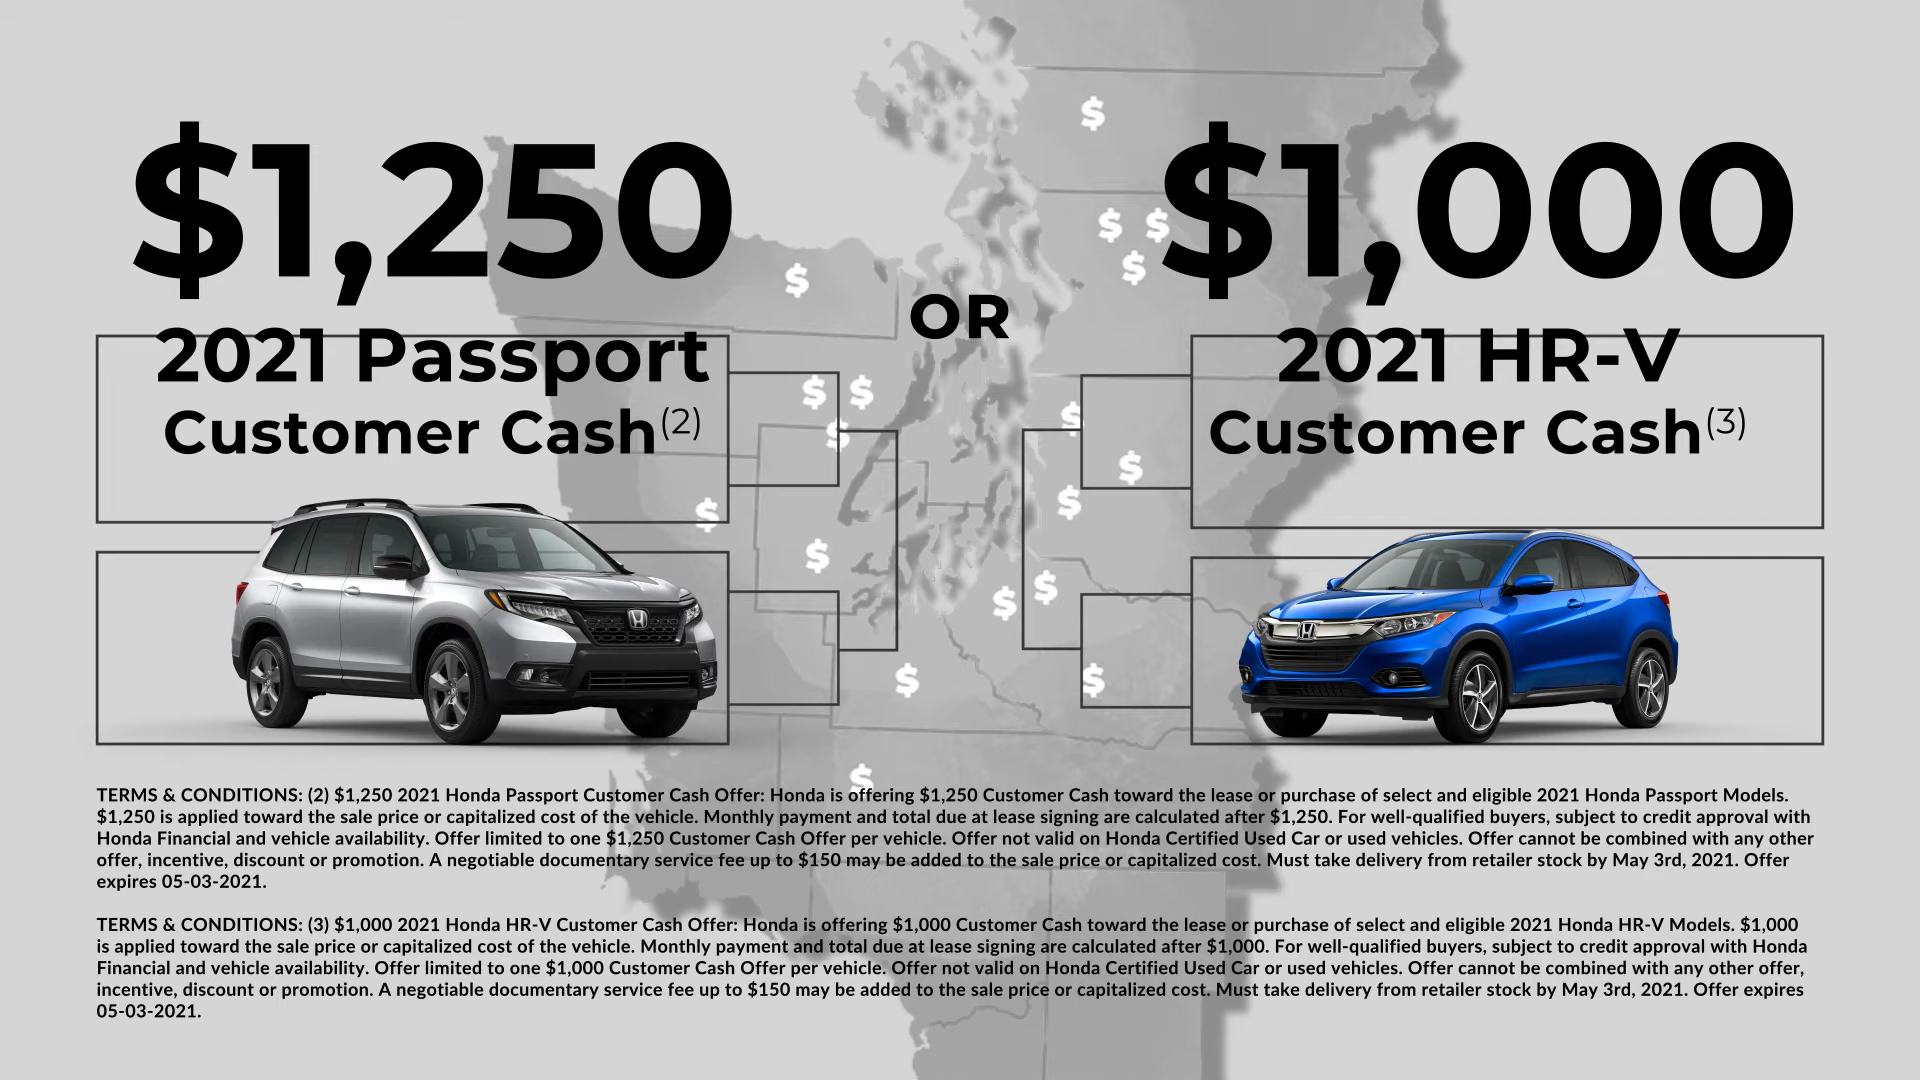 $1,250
2021 Passport
Customer Cash(2)
OR
$1,000
2021 HR-V
Customer Cash(3)
$
$ $
$
$
$ $
$
$
$
$
$
$
$
$
$
$
$
TERMS & CONDITIONS: (2) $1,250 2021 Honda Passport Customer Cash Offer: Honda is offering $1,250 Customer Cash toward the lease or purchase of select and eligible 2021 Honda Passport Models.
$1,250 is applied toward the sale price or capitalized cost of the vehicle. Monthly payment and total due at lease signing are calculated after $1,250. For well-qualified buyers, subject to credit approval with
Honda Financial and vehicle availability. Offer limited to one $1,250 Customer Cash Offer per vehicle. Offer not valid on Honda Certified Used Car or used vehicles. Offer cannot be combined with any other
offer, incentive, discount or promotion. A negotiable documentary service fee up to $150 may be added to the sale price or capitalized cost. Must take delivery from retailer stock by May 3rd, 2021. Offer
expires 05-03-2021.
TERMS & CONDITIONS: (3) $1,000 2021 Honda HR-V Customer Cash Offer: Honda is offering $1,000 Customer Cash toward the lease or purchase of select and eligible 2021 Honda HR-V Models. $1,000
is applied toward the sale price or capitalized cost of the vehicle. Monthly payment and total due at lease signing are calculated after $1,000. For well-qualified buyers, subject to credit approval with Honda
Financial and vehicle availability. Offer limited to one $1,000 Customer Cash Offer per vehicle. Offer not valid on Honda Certified Used Car or used vehicles. Offer cannot be combined with any other offer,
incentive, discount or promotion. A negotiable documentary service fee up to $150 may be added to the sale price or capitalized cost. Must take delivery from retailer stock by May 3rd, 2021. Offer expires
05-03-2021.